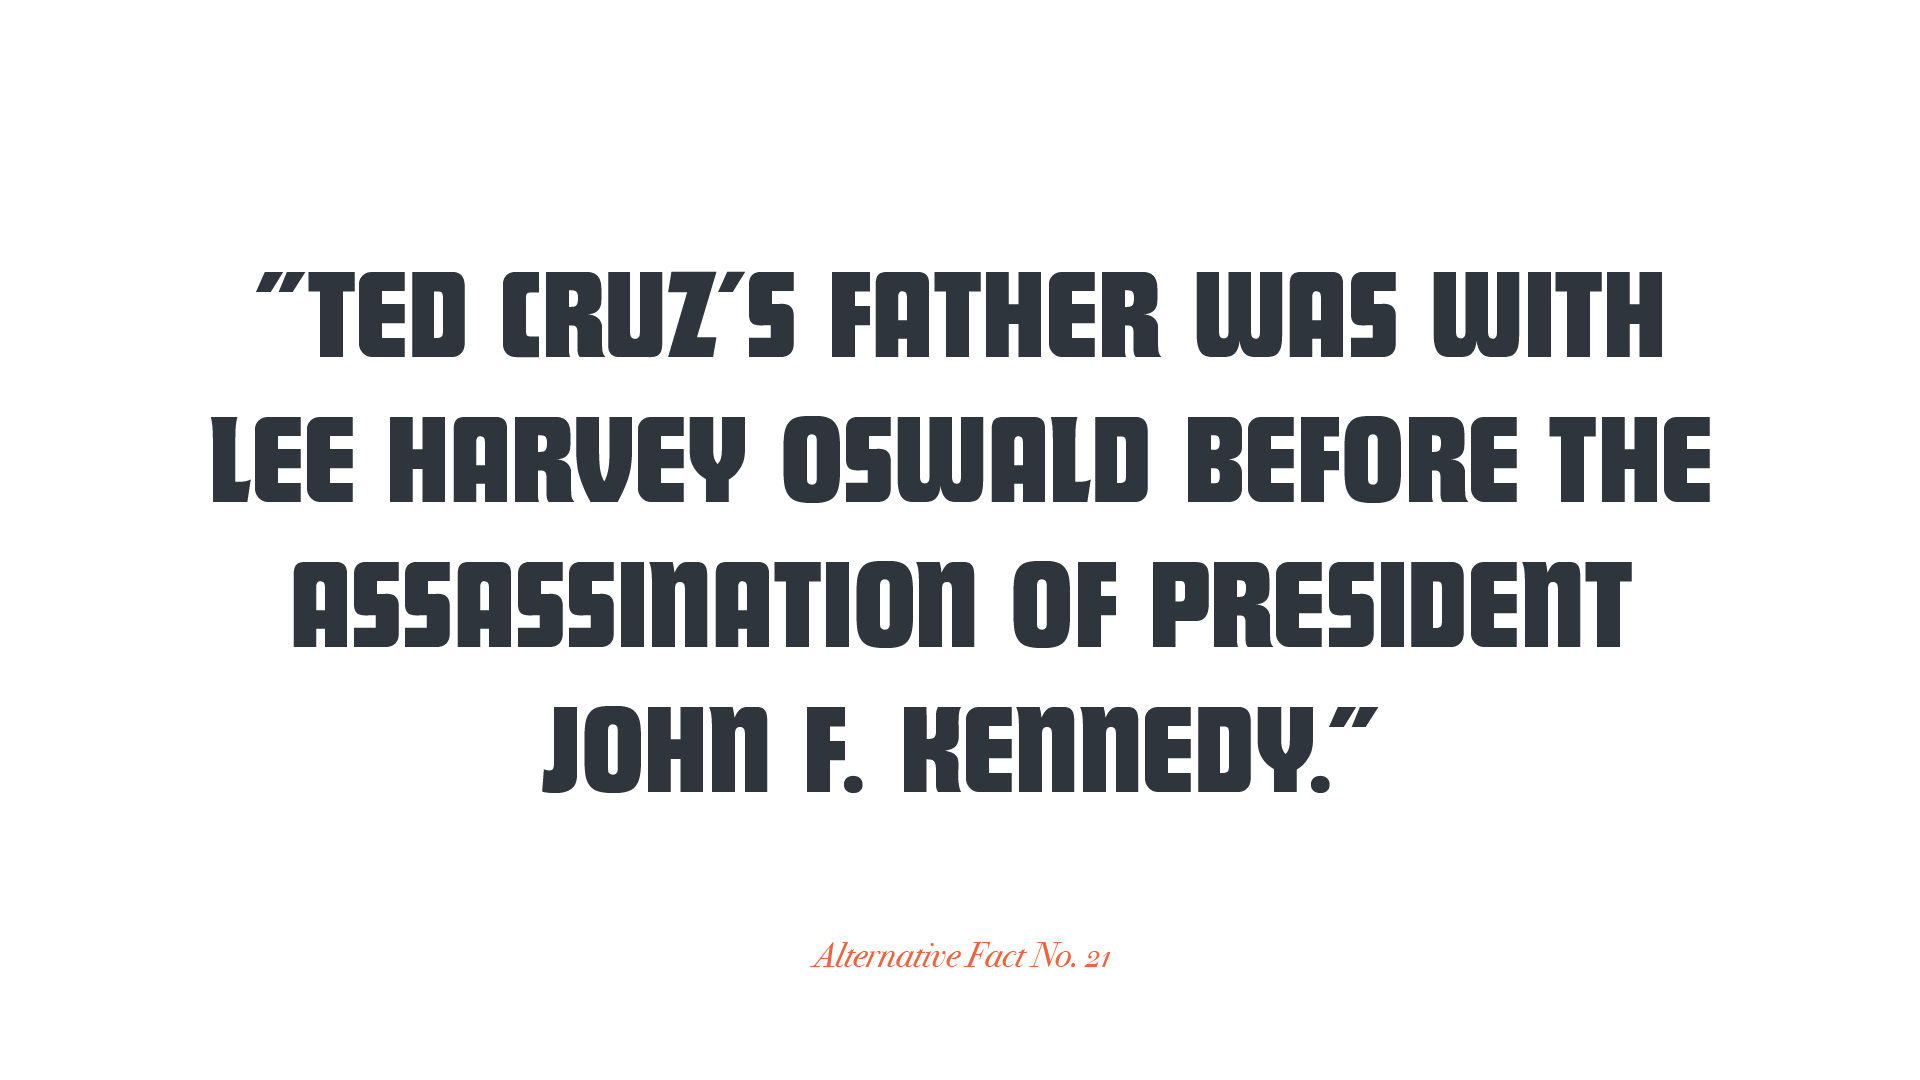 "TED CRUZ'S FATHER WAS WITH
LEE HARVEY OSWALD BEFORE THE
ASSASSINATION OF PRESIDENT
JOHN F. KENNEDY."
Alternative Fact No. 21